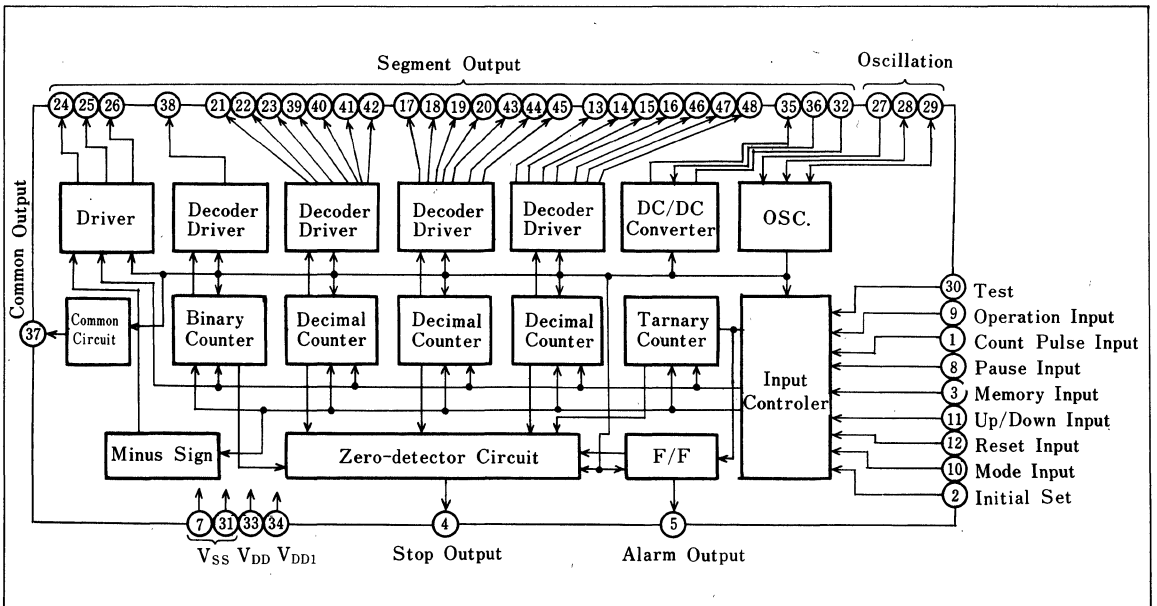 Segment Output
Oscillation
24 25 26 38 21 22 23 39 40 41 42 17 18 19 20 43 44 45 13 14 15 16 46 47 48 35 36 32 27 28 29
Common Output
Driver
Decoder Driver
Decoder Driver
Decoder Driver
Decoder Driver
DC/DC Converter
OSC.
37
Common Circuit
Binary Counter
Decimal Counter
Decimal Counter
Decimal Counter
Tarnary Counter
Input Controler
30 Test
9 Operation Input
1 Count Pulse Input
8 Pause Input
3 Memory Input
11 Up/Down Input
12 Reset Input
10 Mode Input
2 Initial Set
Minus Sign
Zero-detector Circuit
F/F
7 31 33 34 4 5
VSS VDD VDD1
Stop Output
Alarm Output